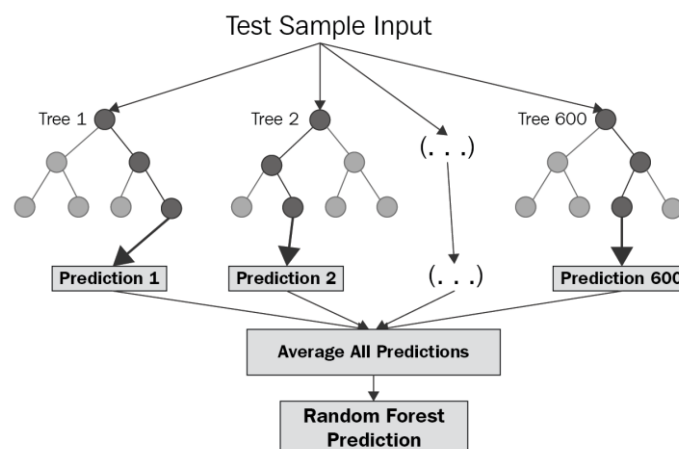 Test Sample Input
Tree 1
Tree 2
Tree 600
(. . .)
Prediction 1
Prediction 2
(. . .)
Prediction 600
Average All Predictions
Random Forest
Prediction